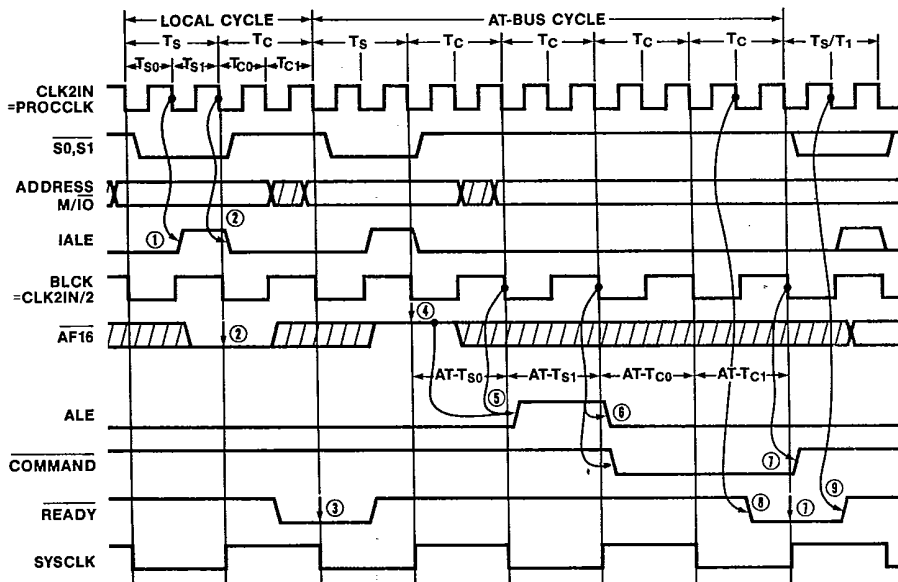 LOCAL CYCLE AT-BUS CYCLE
TS TC TS TC TC TC TC TS/T1
TS0 TS1 TC0 TC1
CLK2IN
=PROCCLK
S0,S1
ADDRESS
M/IO
① ②
IALE
BLCK
=CLK2IN/2
② ④
AF16
AT-TS0 AT-TS1 AT-TC0 AT-TC1
⑤ ⑥
ALE
COMMAND
⑦
READY
③ ⑧ ⑦ ⑨
SYSCLK